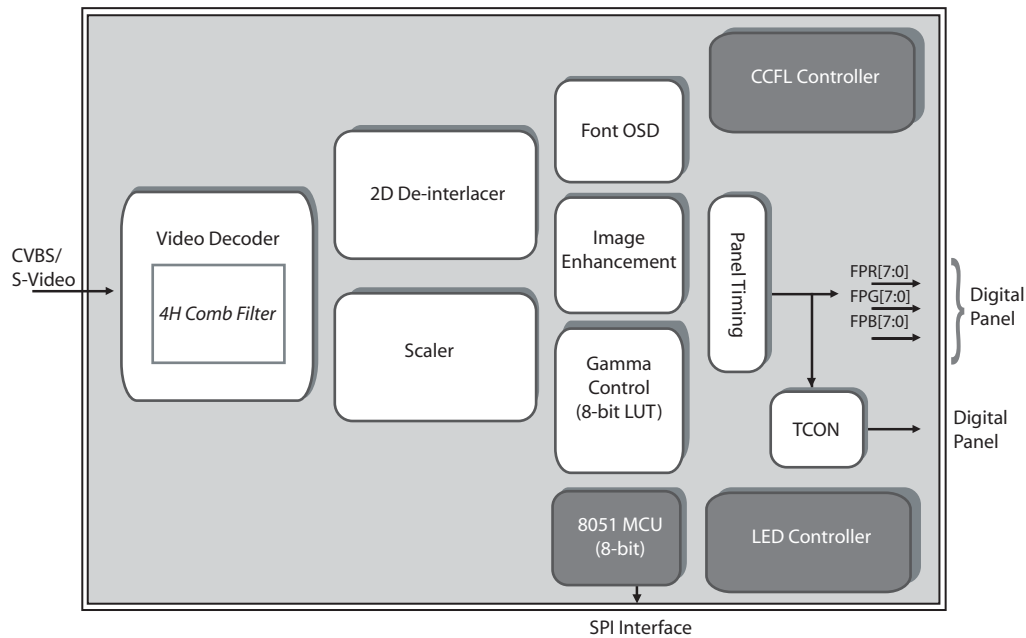 CCFL Controller
Font OSD
2D De-interlacer
Video Decoder
4H Comb Filter
CVBS/
S-Video
Image
Enhancement
Panel Timing
FPR[7:0]
FPG[7:0]
FPB[7:0]
Digital
Panel
Scaler
Gamma
Control
(8-bit LUT)
TCON
Digital
Panel
8051 MCU
(8-bit)
LED Controller
SPI Interface